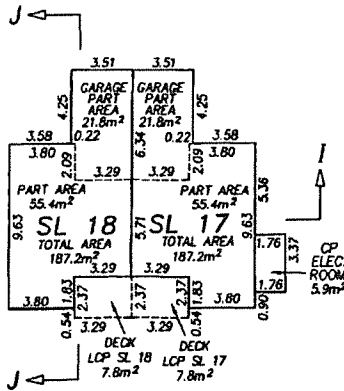 J
3.51 3.51
GARAGE PART AREA 21.8m²
GARAGE PART AREA 21.8m²
4.25 4.25
6.34
3.58 0.22 0.22 3.58
3.80 3.80
2.09 2.09
3.29 3.29
I
PART AREA 55.4m²
PART AREA 55.4m²
5.36
9.63 5.71 9.63
SL 18 SL 17
TOTAL AREA 187.2m²
TOTAL AREA 187.2m²
1.76
3.37
CP ELEC ROOM 5.9m²
1.76
3.29 3.29
1.83 2.37 2.37 2.37 1.83
3.80 3.80 0.90
0.54 0.54
3.29 3.29
DECK LCP SL 18 7.8m²
DECK LCP SL 17 7.8m²
J